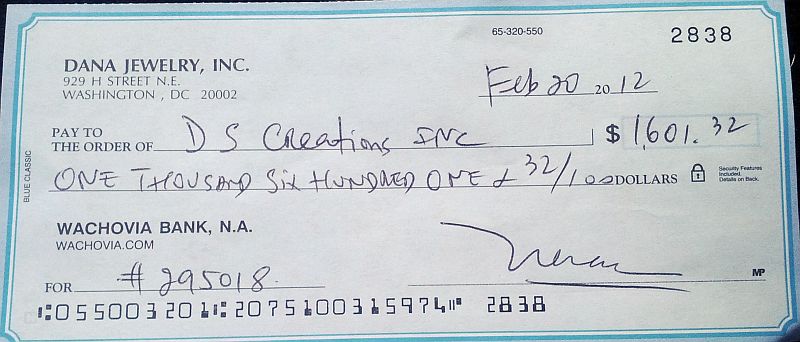 65-320-550
2838
DANA JEWELRY, INC.
929 H STREET N.E.
WASHINGTON, DC 20002
Feb 20 2012
PAY TO
THE ORDER OF D S Creations INC $ 1,601.32
ONE THOUSAND SIX HUNDRED ONE & 32/100 DOLLARS
Security Features
Included.
Details on Back.
BLUE CLASSIC
WACHOVIA BANK, N.A.
WACHOVIA.COM
FOR #295018
MP
⑆055003201⑆2075100315974⑈ 2838